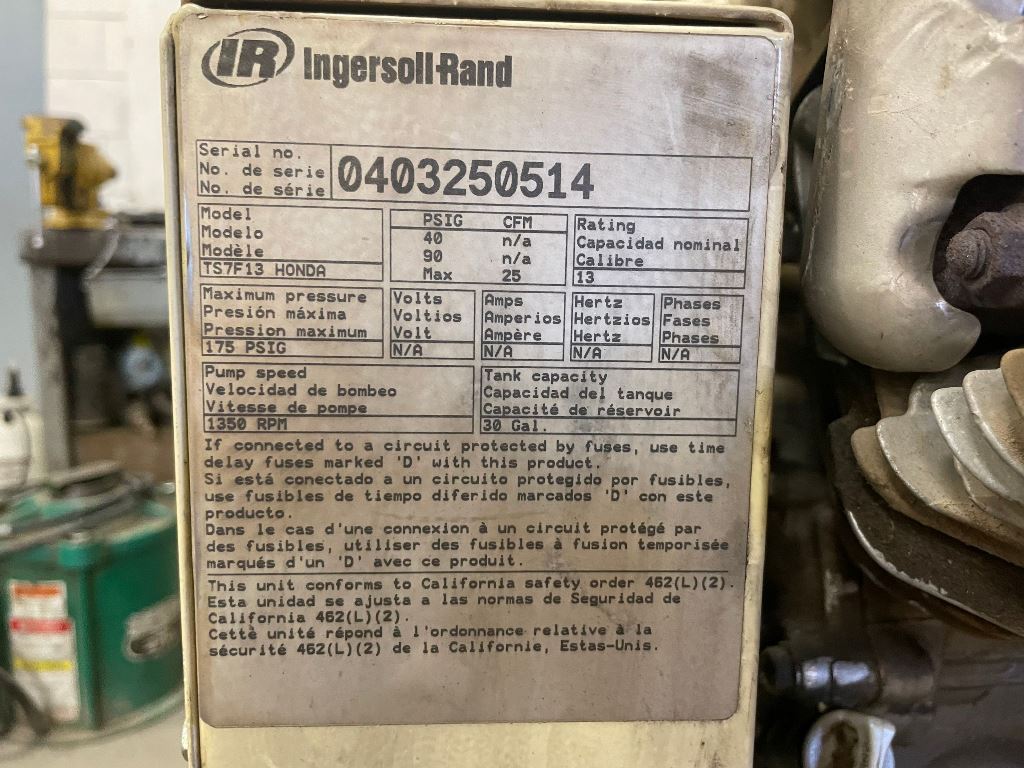 IR Ingersoll-Rand
Serial no.
No. de serie
No. de série
0403250514
Model
Modelo
Modèle
TS7F13 HONDA
PSIG CFM
40 n/a
90 n/a
Max 25
Rating
Capacidad nominal
Calibre
13
Maximum pressure
Presión máxima
Pression maximum
175 PSIG
Volts
Voltios
Volt
N/A
Amps
Amperios
Ampère
N/A
Hertz
Hertzios
Hertz
N/A
Phases
Fases
Phases
N/A
Pump speed
Velocidad de bombeo
Vitesse de pompe
1350 RPM
Tank capacity
Capacidad del tanque
Capacité de réservoir
30 Gal.
If connected to a circuit protected by fuses, use time
delay fuses marked 'D' with this product.
Si está conectado a un circuito protegido por fusibles,
use fusibles de tiempo diferido marcados 'D' con este
producto.
Dans le cas d'une connexion à un circuit protégé par
des fusibles, utiliser des fusibles à fusion temporisée
marqués d'un 'D' avec ce produit.
This unit conforms to California safety order 462(L)(2).
Esta unidad se ajusta a las normas de Seguridad de
California 462(L)(2).
Cettè unité répond à l'ordonnance relative à la
sécurité 462(L)(2) de la Californie, Estas-Unis.